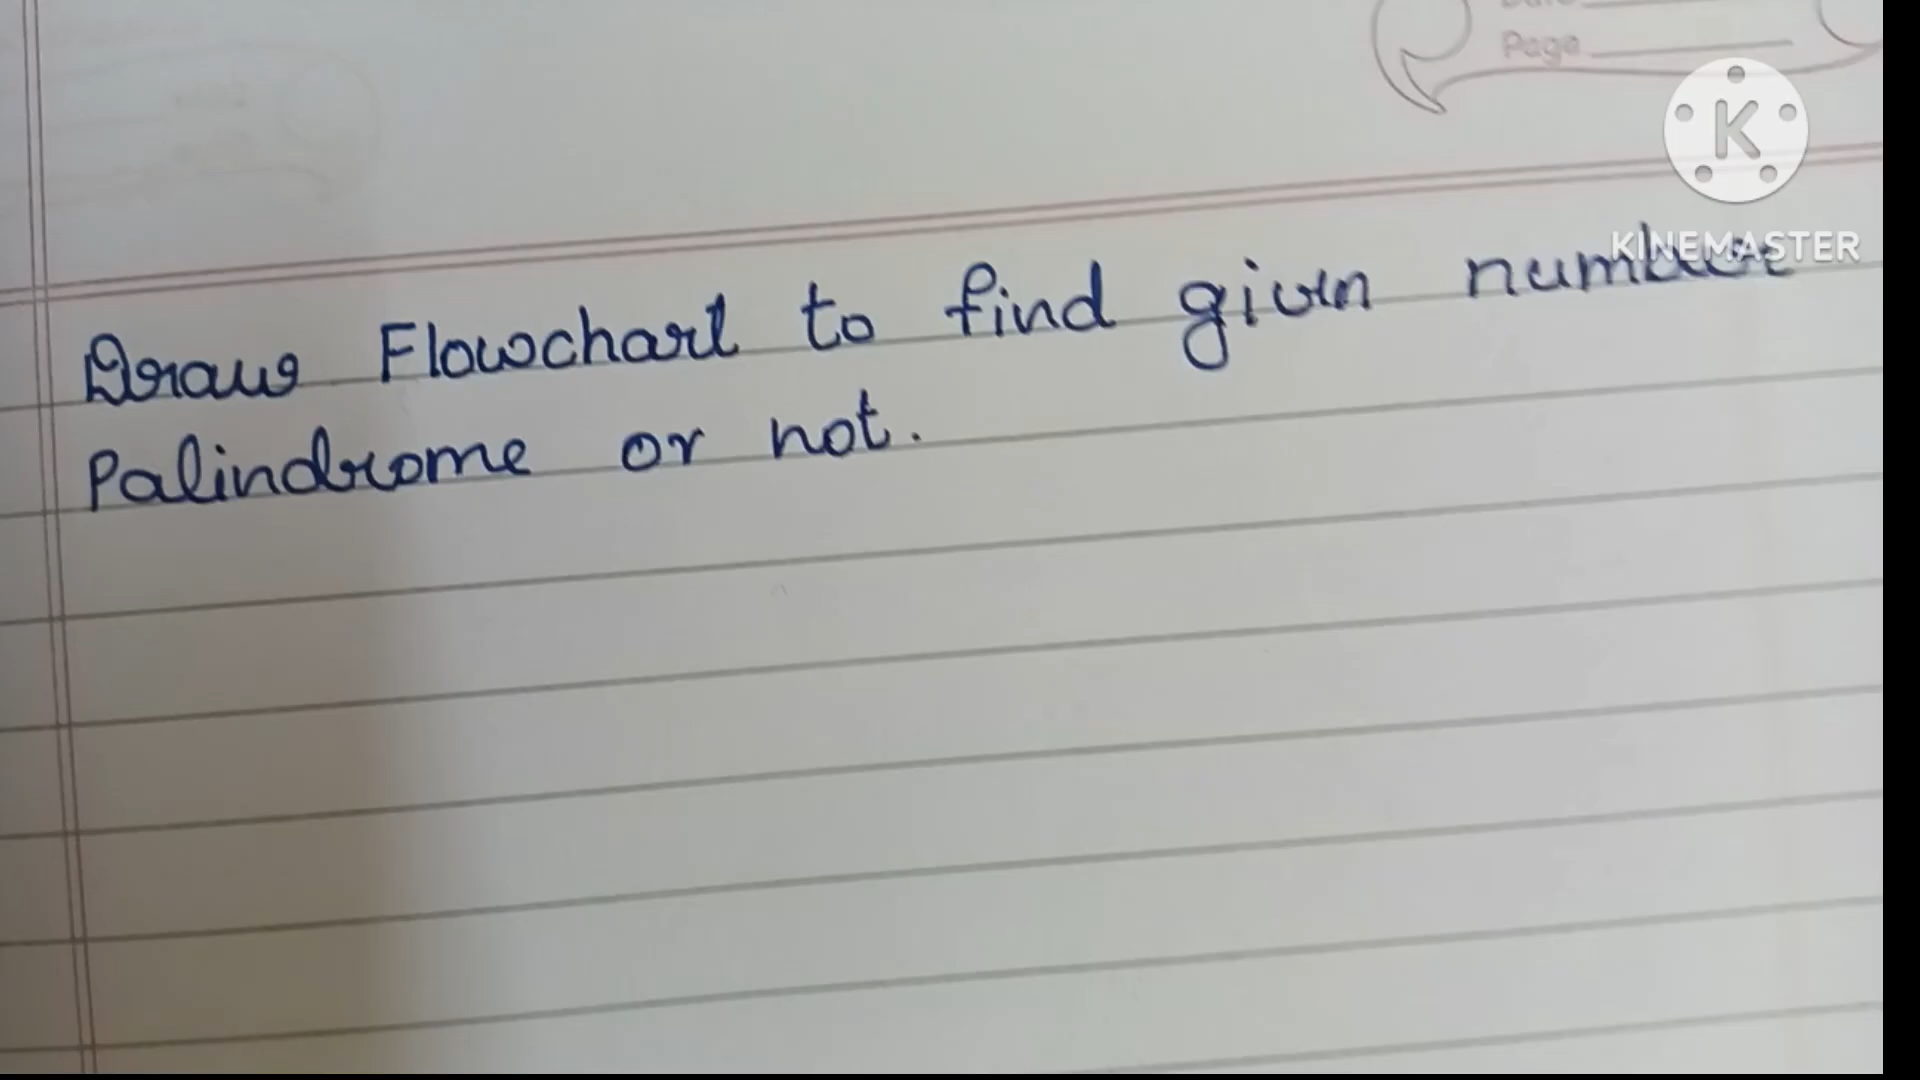 Page
K
KINEMASTER
Draw Flowchart to find given number
Palindrome or not.